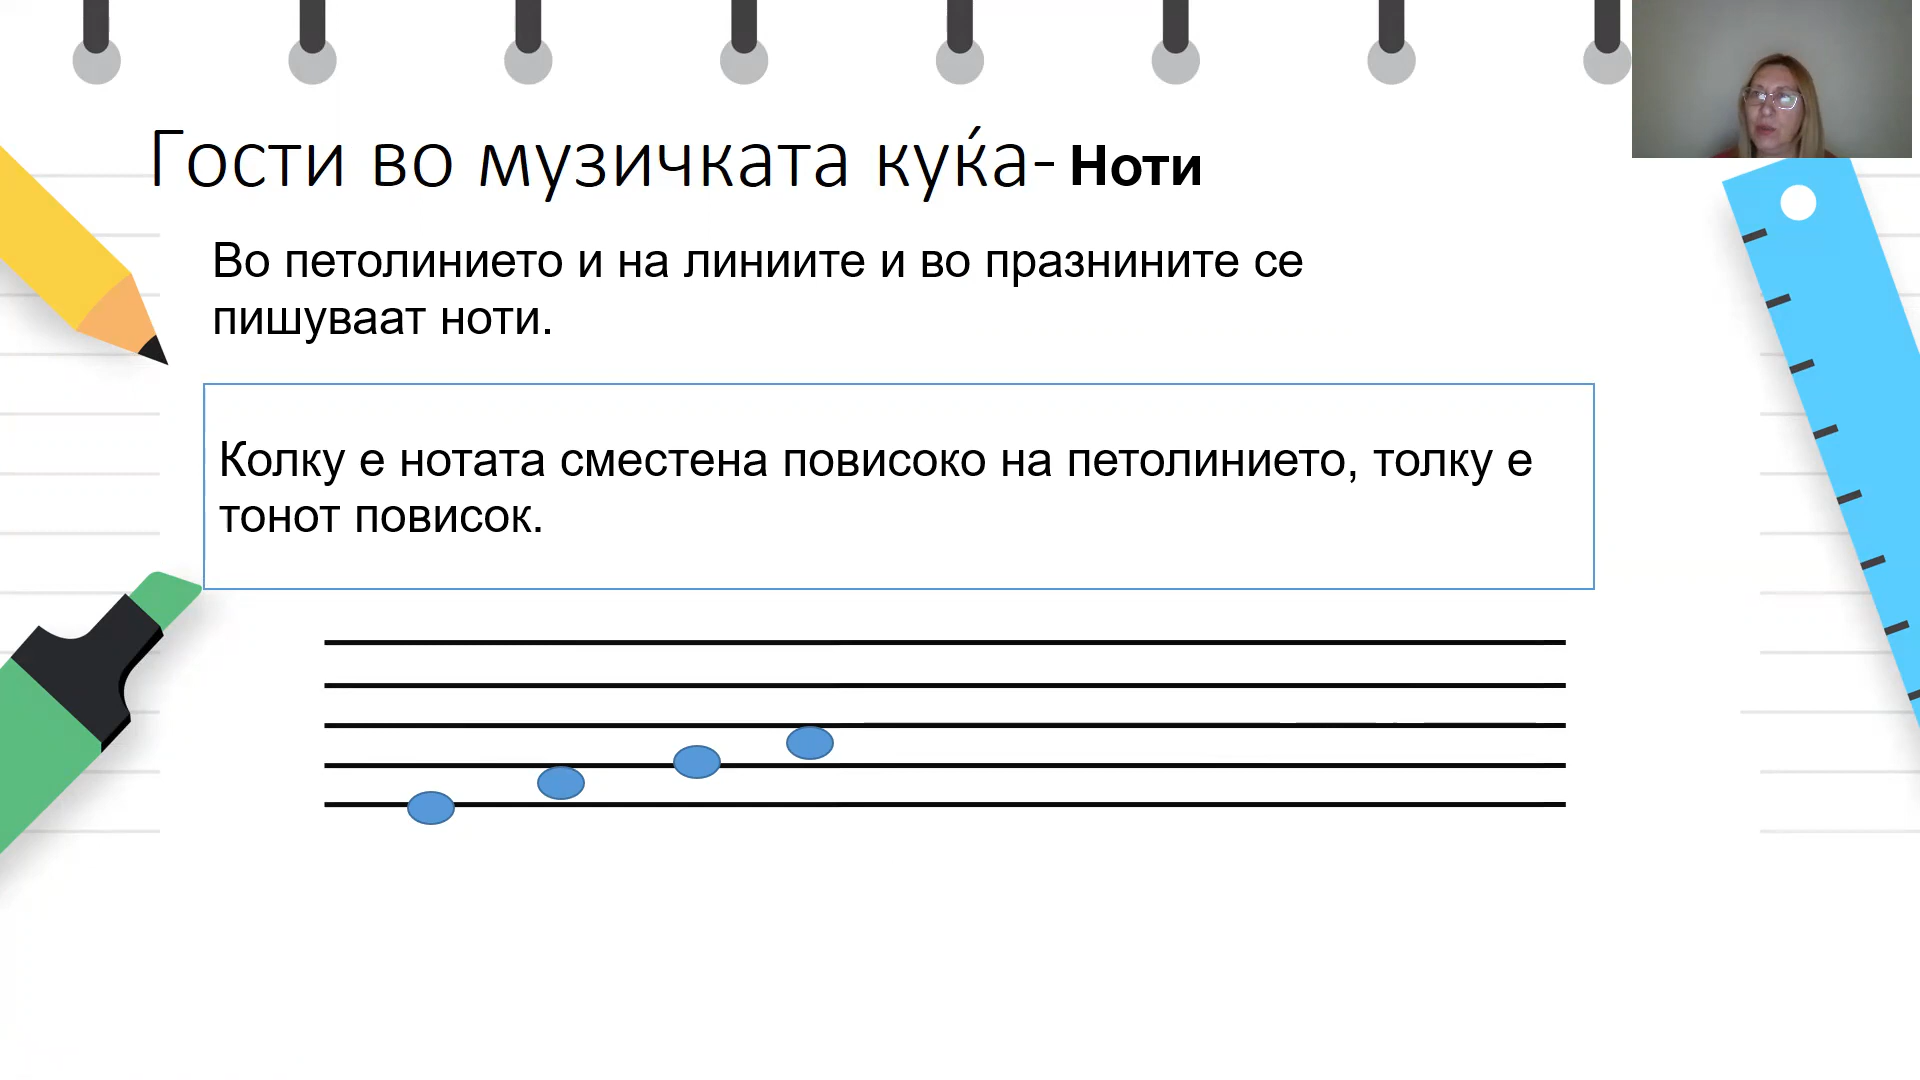 Гости во музичката куќа- Ноти
Во петолинието и на линиите и во празнините се
пишуваат ноти.
Колку е нотата сместена повисоко на петолинието, толку е
тонот повисок.